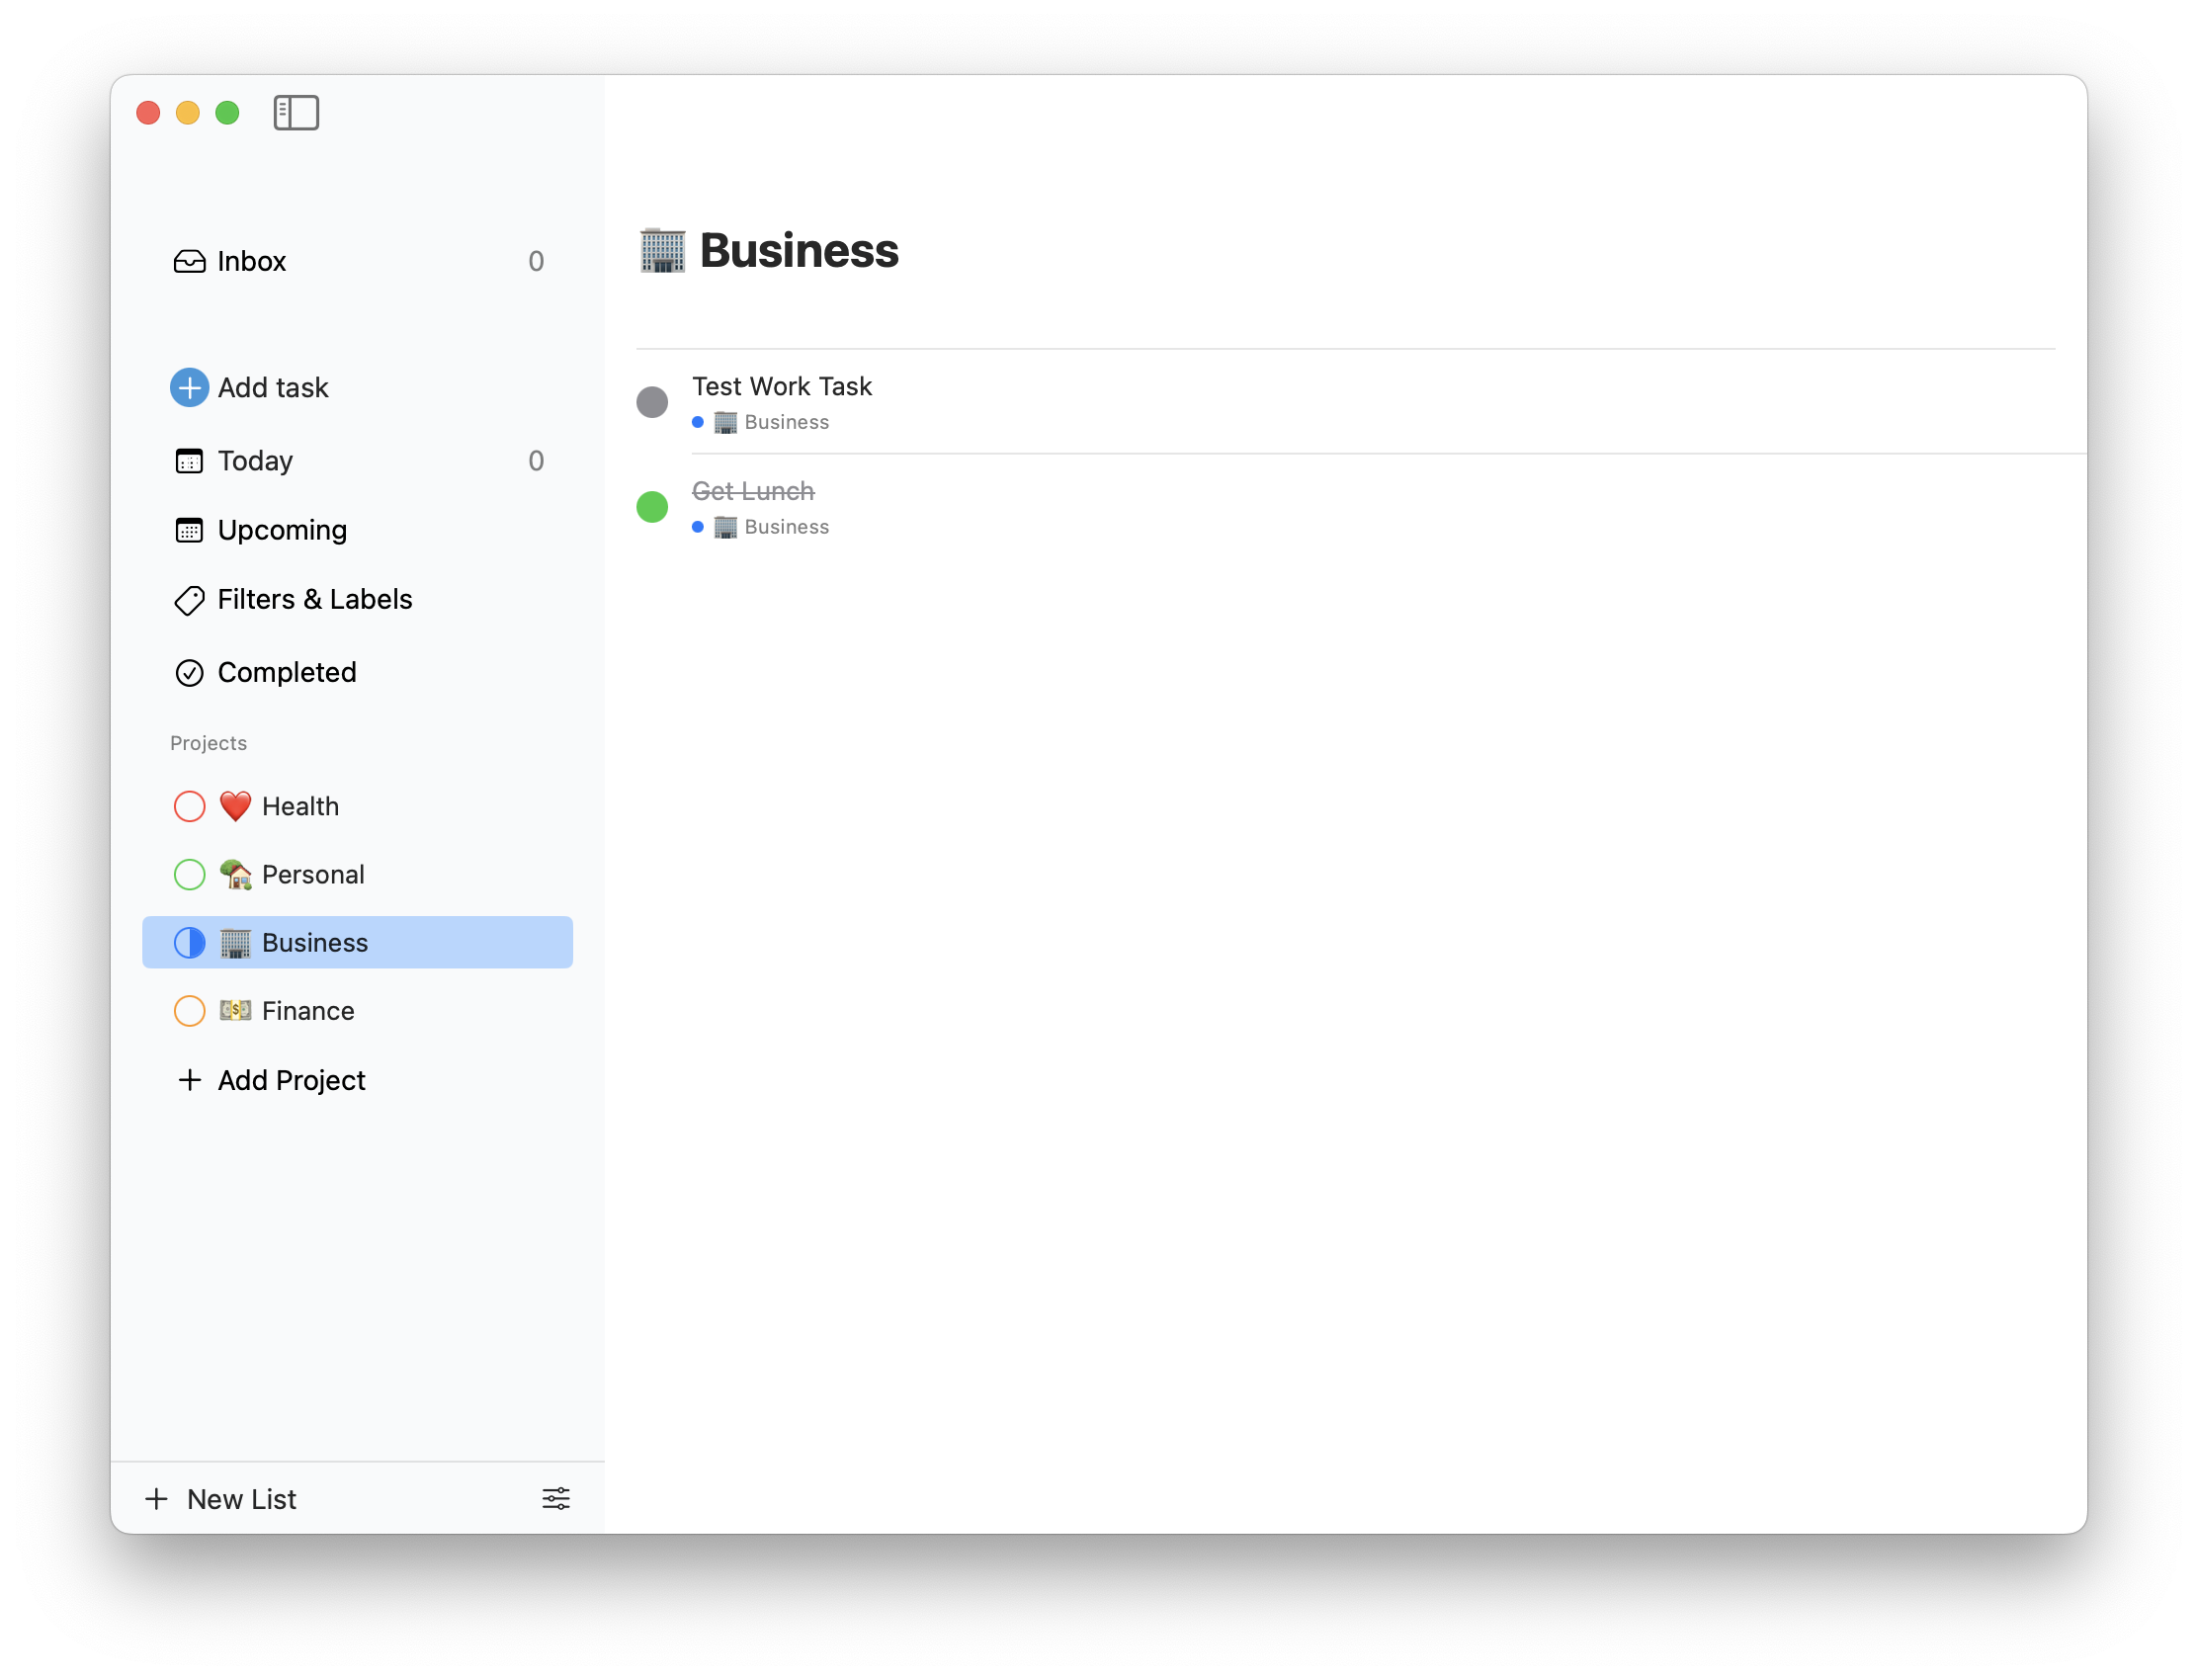 Inbox 0
Add task
Today 0
Upcoming
Filters & Labels
Completed
Projects
❤️ Health
🏡 Personal
🏢 Business
💵 Finance
Add Project
New List
🏢 Business
Test Work Task
🏢 Business
Get Lunch
🏢 Business